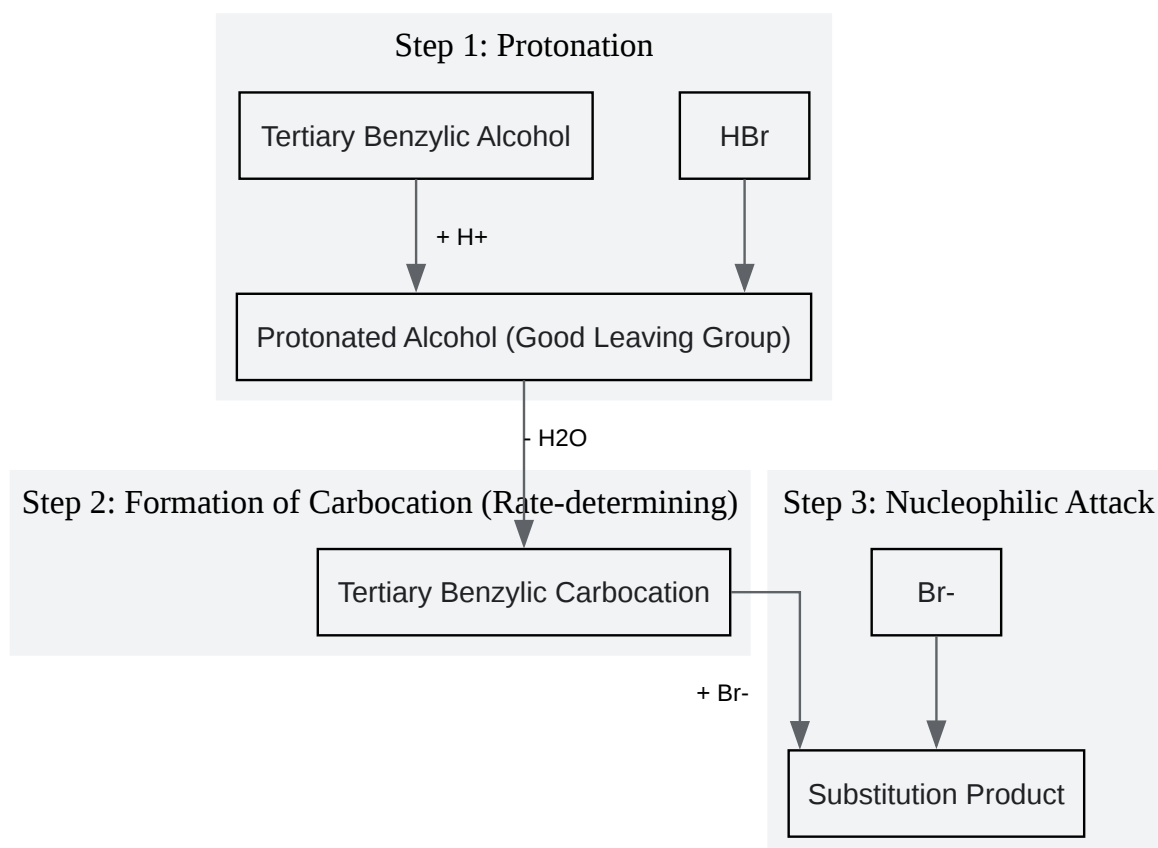 Step 1: Protonation
Tertiary Benzylic Alcohol
HBr
+ H+
Protonated Alcohol (Good Leaving Group)
- H2O
Step 2: Formation of Carbocation (Rate-determining)
Step 3: Nucleophilic Attack
Tertiary Benzylic Carbocation
Br-
+ Br-
Substitution Product